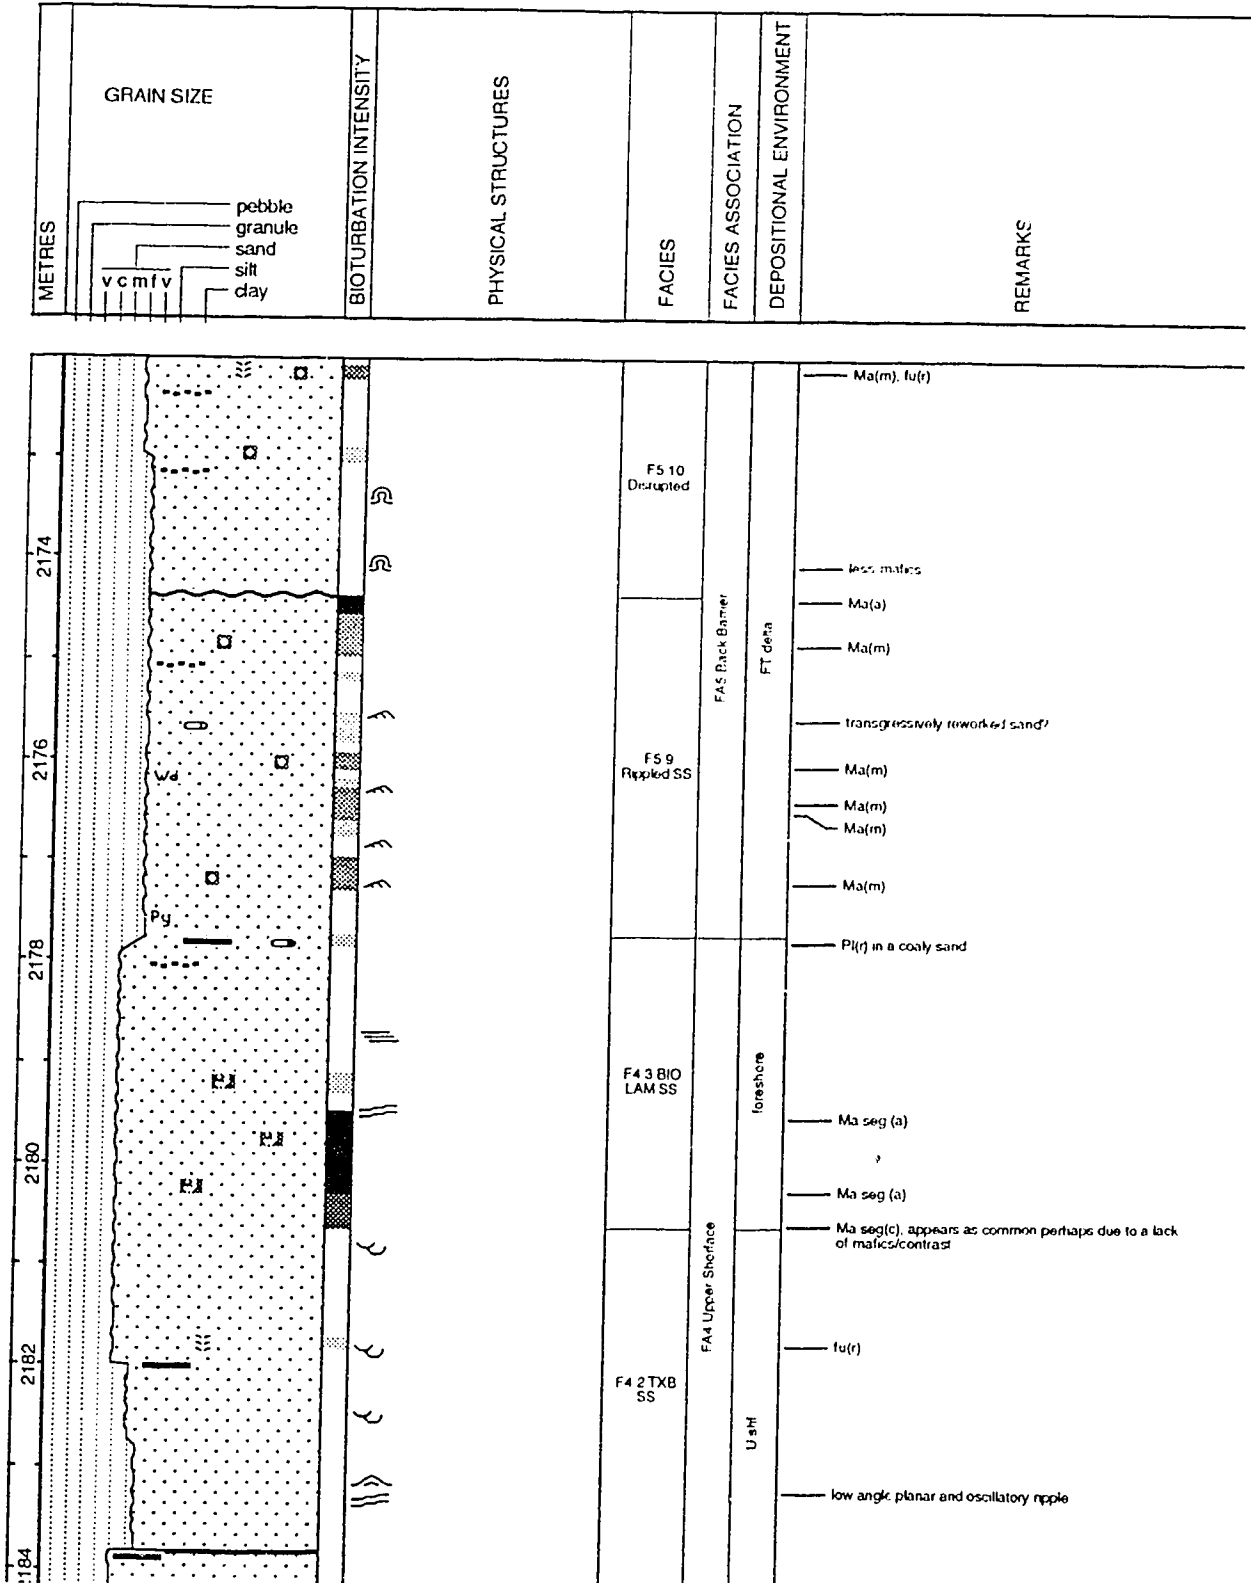 METRES
GRAIN SIZE
pebble
granule
sand
v c m f v
silt
clay
BIOTURBATION INTENSITY
PHYSICAL STRUCTURES
FACIES
FACIES ASSOCIATION
DEPOSITIONAL ENVIRONMENT
REMARKS
Ma(m), fu(r)
F5 10
Disrupted
2174
less mafics
Ma(a)
FA5 Back Barrier
FT delta
Ma(m)
transgressively reworked sand?
2176
Wd
F5 9
Rippled SS
Ma(m)
Ma(m)
Ma(m)
Ma(m)
Py
2178
Pl(r) in a coaly sand
F4 3 BIO
LAM SS
foreshore
Ma seg (a)
2180
Ma seg (a)
Ma seg(c), appears as common perhaps due to a lack
of mafics/contrast
FA4 Upper Shorface
2182
fu(r)
F4 2 TXB
SS
U shf
low angle planar and oscillatory ripple
2184